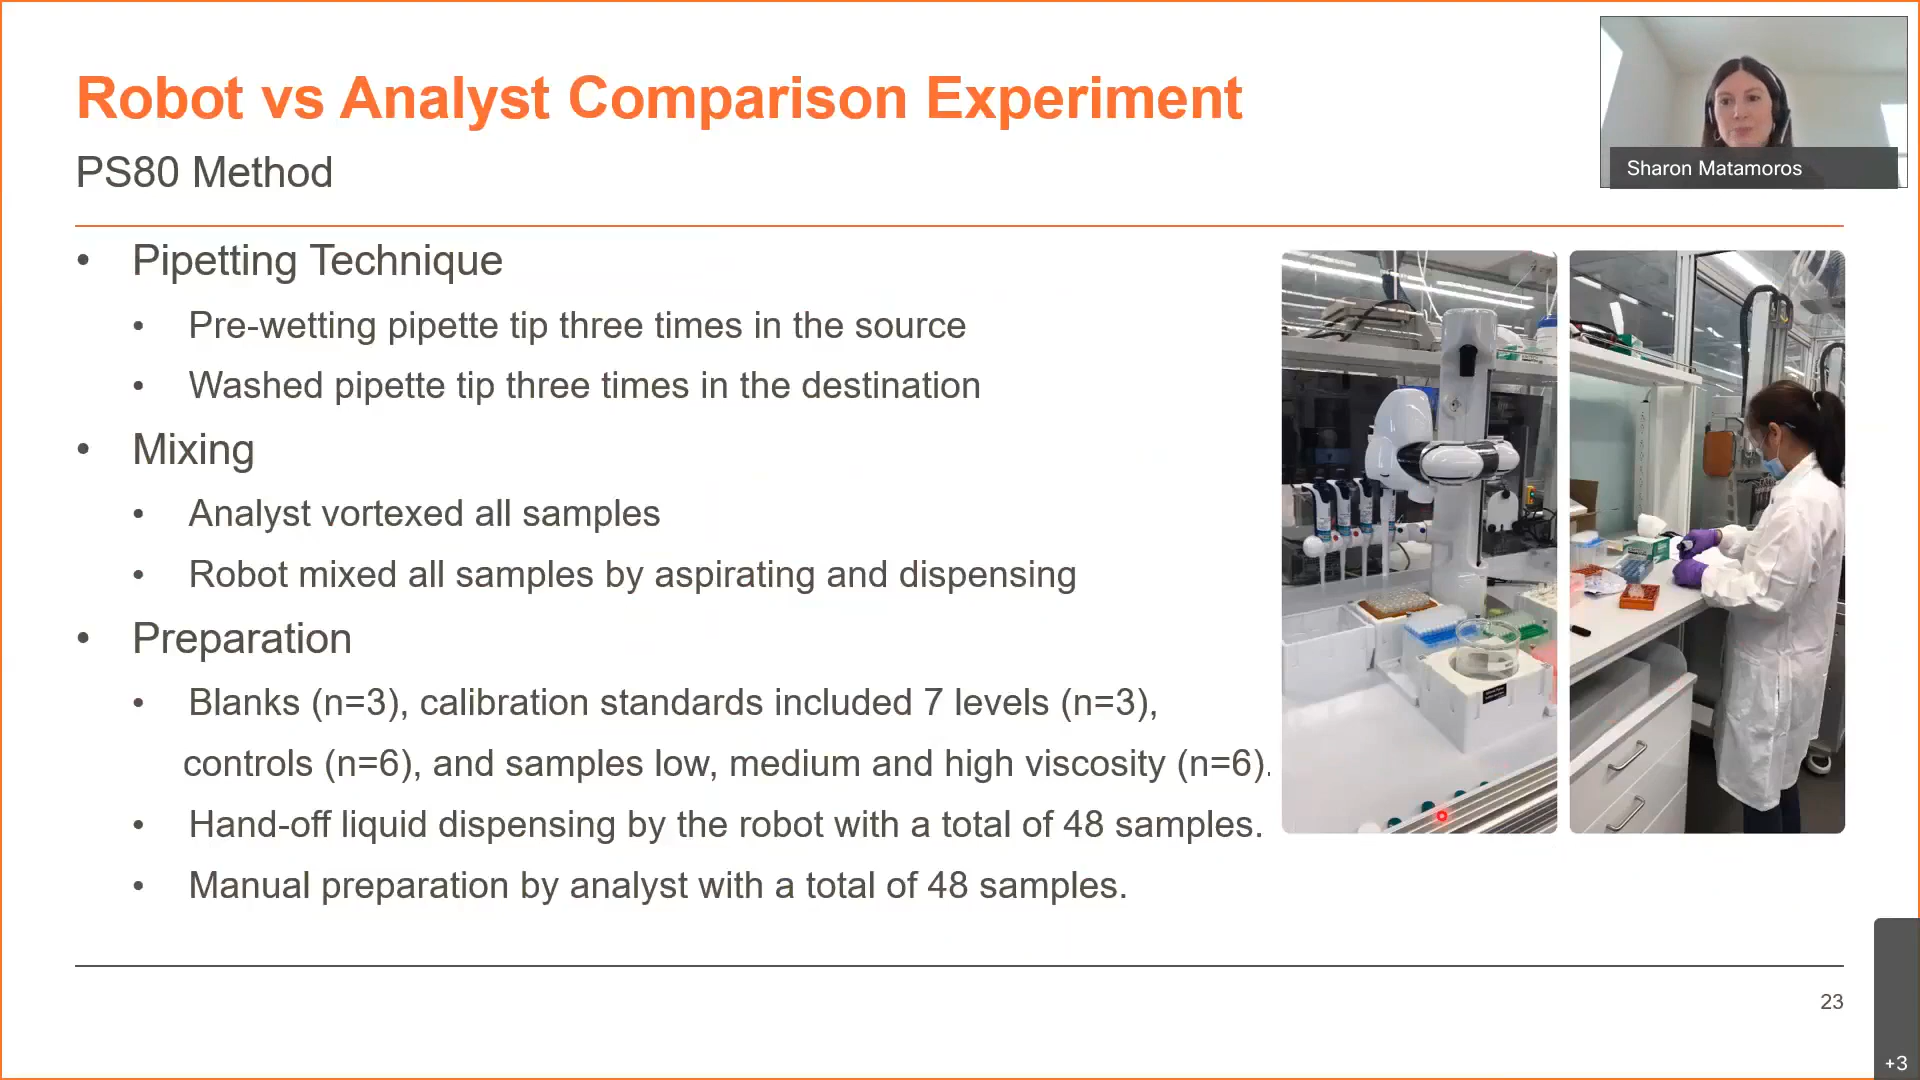 Robot vs Analyst Comparison Experiment
PS80 Method
Sharon Matamoros
• Pipetting Technique
• Pre-wetting pipette tip three times in the source
• Washed pipette tip three times in the destination
• Mixing
• Analyst vortexed all samples
• Robot mixed all samples by aspirating and dispensing
• Preparation
• Blanks (n=3), calibration standards included 7 levels (n=3),
controls (n=6), and samples low, medium and high viscosity (n=6).
• Hand-off liquid dispensing by the robot with a total of 48 samples.
• Manual preparation by analyst with a total of 48 samples.
23
+3